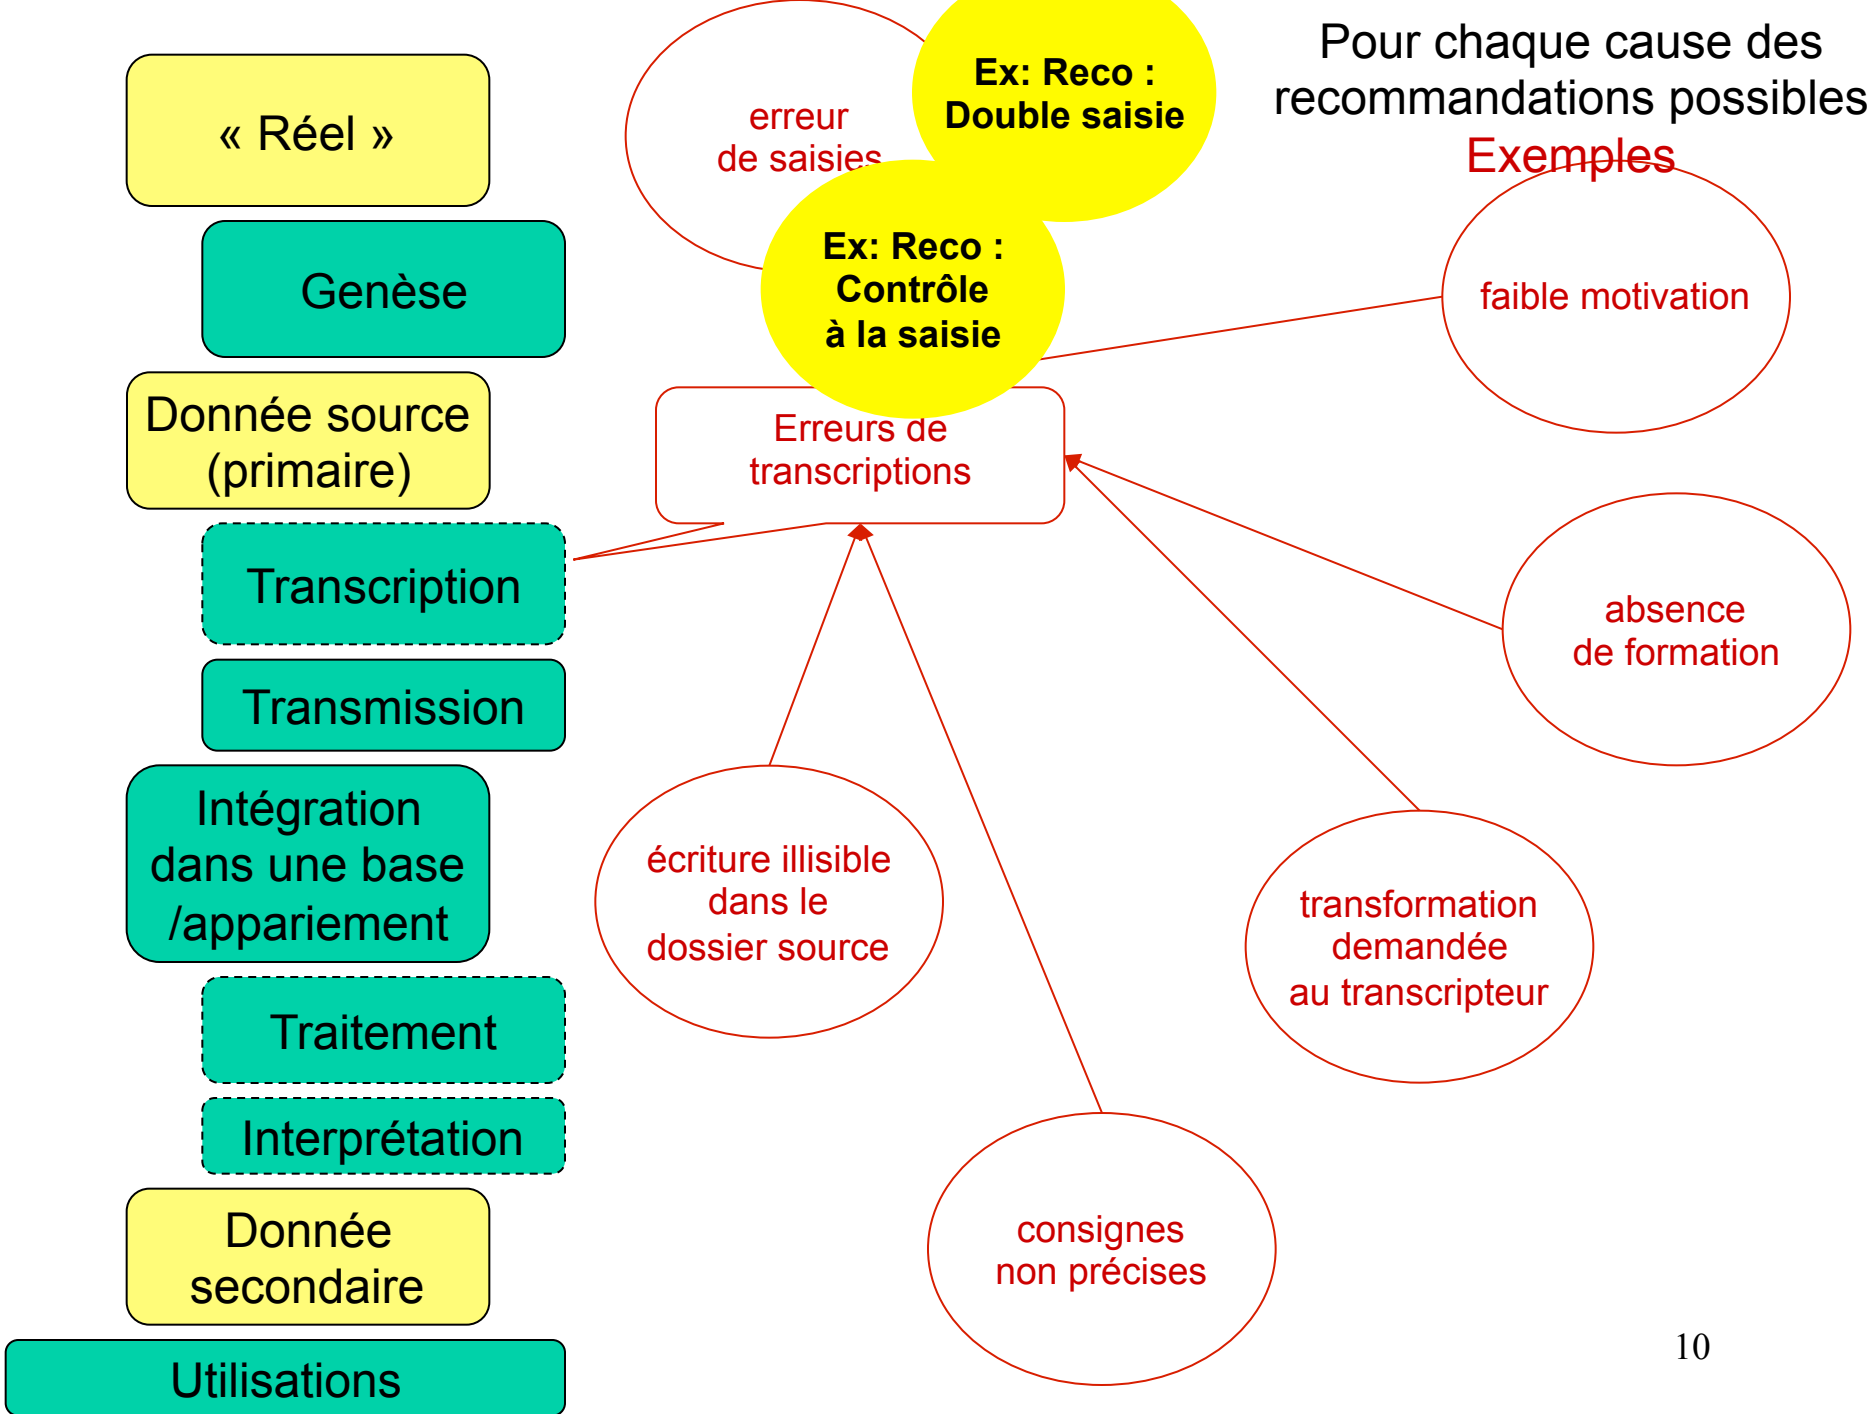 Pour chaque cause des
recommandations possibles
Exemples
« Réel »
Genèse
Donnée source
(primaire)
Transcription
Transmission
Intégration
dans une base
/appariement
Traitement
Interprétation
Donnée
secondaire
Utilisations
erreur
de saisies
Ex: Reco :
Double saisie
Ex: Reco :
Contrôle
à la saisie
Erreurs de
transcriptions
faible motivation
absence
de formation
transformation
demandée
au transcripteur
écriture illisible
dans le
dossier source
consignes
non précises
10